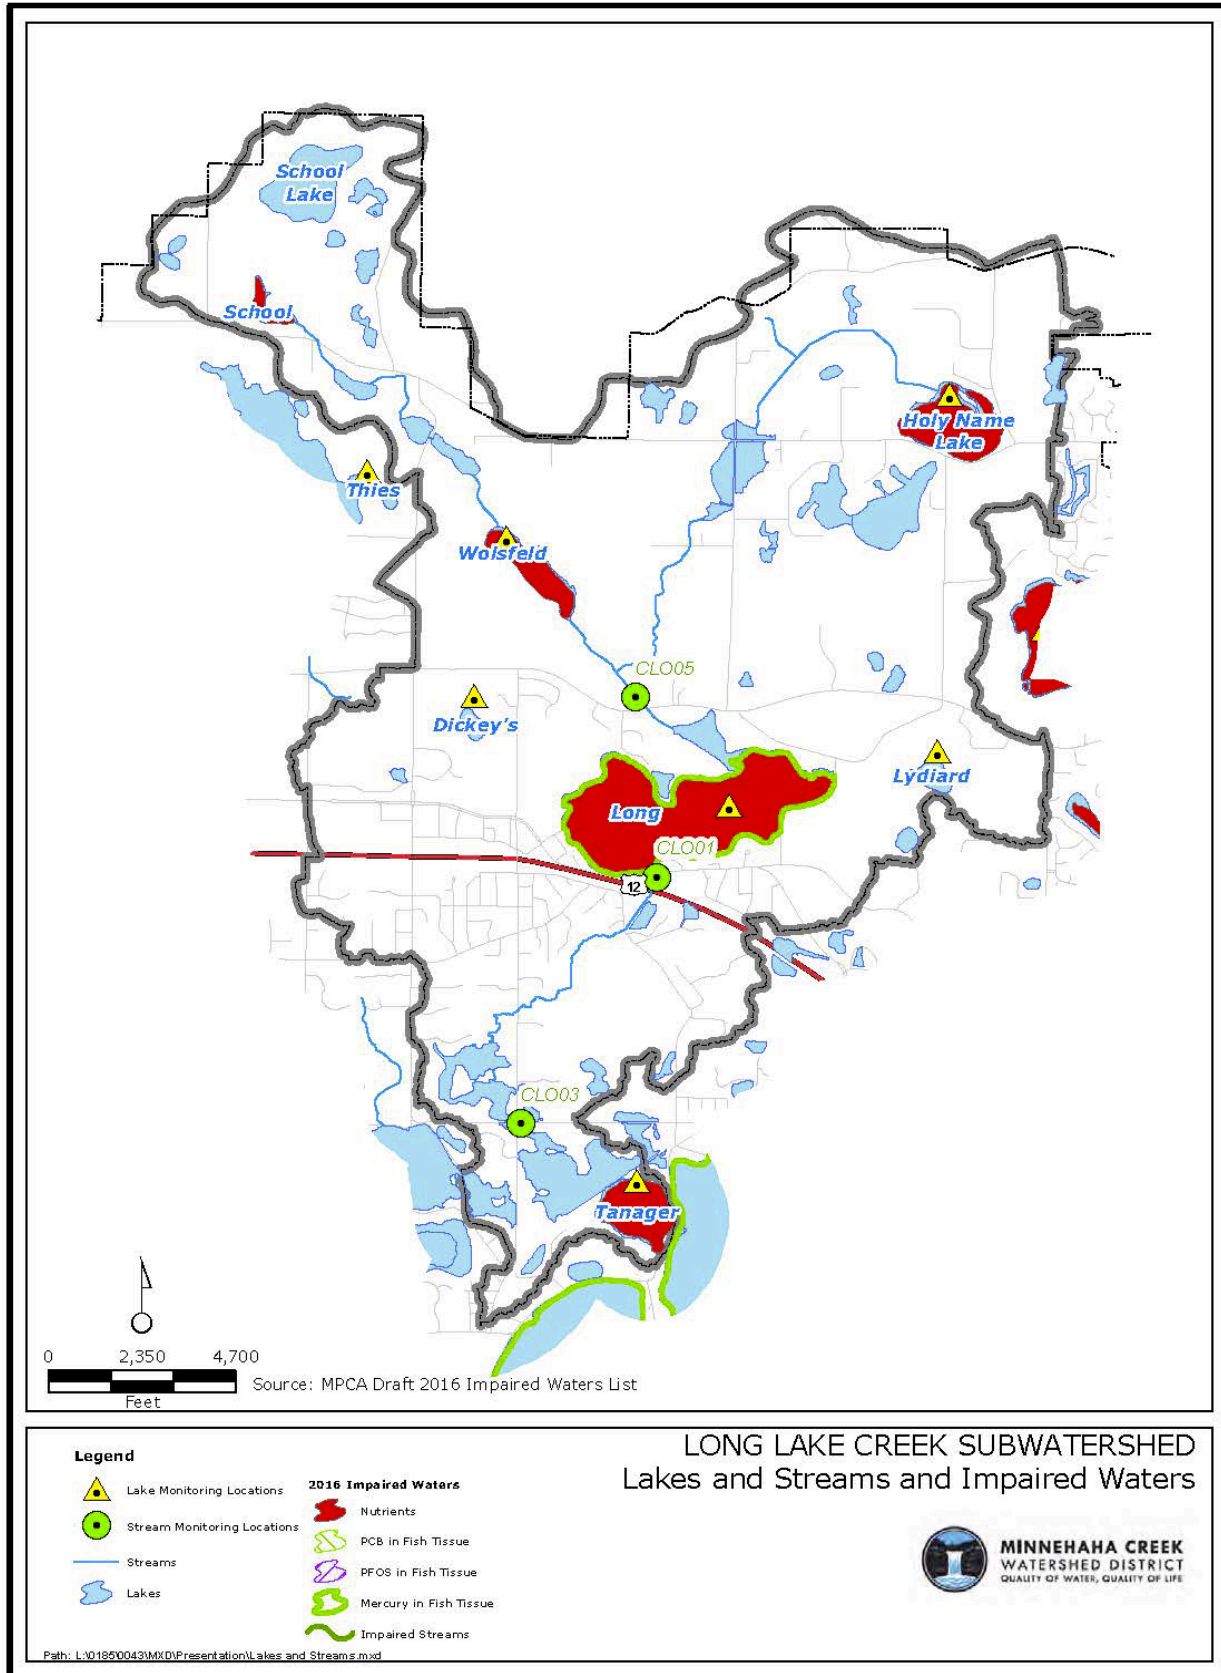 School
Lake
School
Holy Name
Lake
Thies
Wolsfeld
CLO05
Dickey's
Lydiard
Long
CLO01
12
CLO03
Tanager
0 2,350 4,700
Feet
Source: MPCA Draft 2016 Impaired Waters List
LONG LAKE CREEK SUBWATERSHED
Lakes and Streams and Impaired Waters
Legend
Lake Monitoring Locations
Stream Monitoring Locations
Streams
Lakes
2016 Impaired Waters
Nutrients
PCB in Fish Tissue
PFOS in Fish Tissue
Mercury in Fish Tissue
Impaired Streams
MINNEHAHA CREEK
WATERSHED DISTRICT
QUALITY OF WATER, QUALITY OF LIFE
Path: L:\0185\0043\MXD\Presentation\Lakes and Streams.mxd